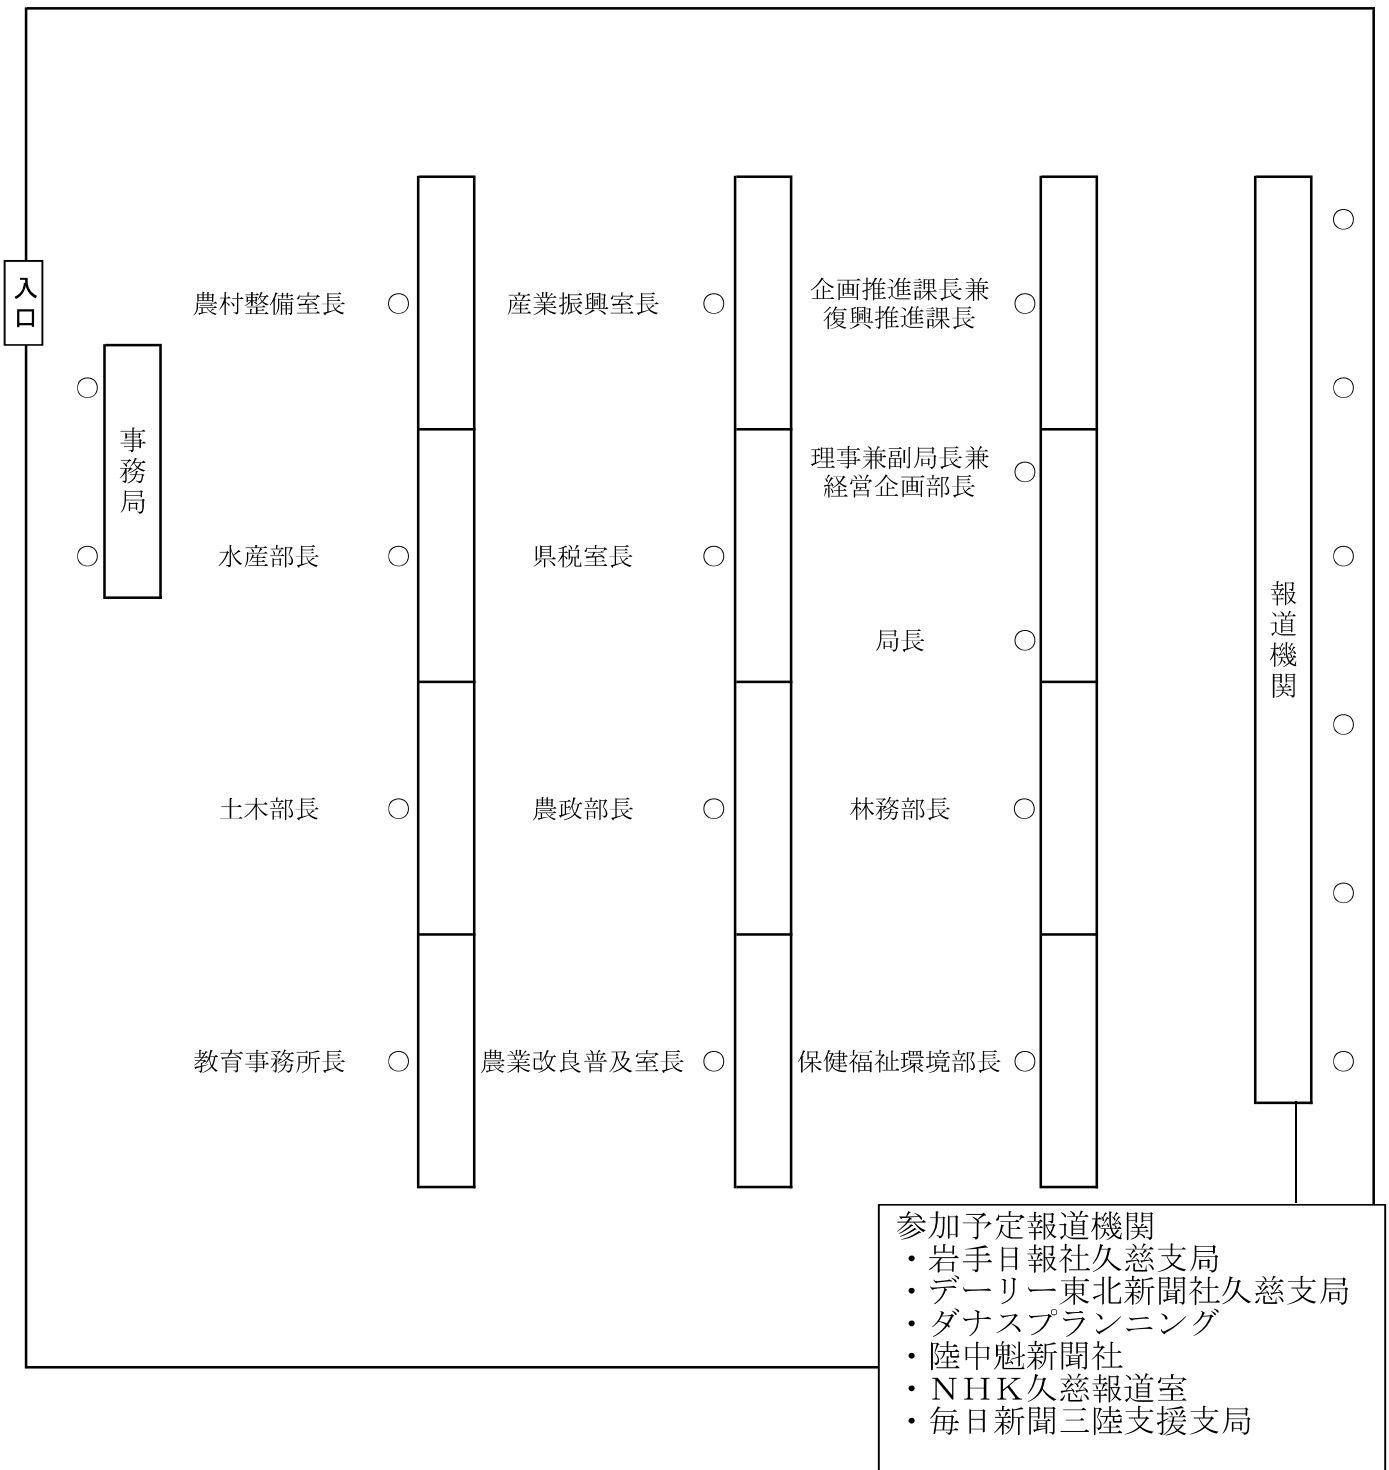 入口
事務局
農村整備室長
水産部長
土木部長
教育事務所長
産業振興室長
県税室長
農政部長
農業改良普及室長
企画推進課長兼
復興推進課長
理事兼副局長兼
経営企画部長
局長
林務部長
保健福祉環境部長
報道機関
参加予定報道機関
・岩手日報社久慈支局
・デーリー東北新聞社久慈支局
・ダナスプランニング
・陸中魁新聞社
・ＮＨＫ久慈報道室
・毎日新聞三陸支援支局